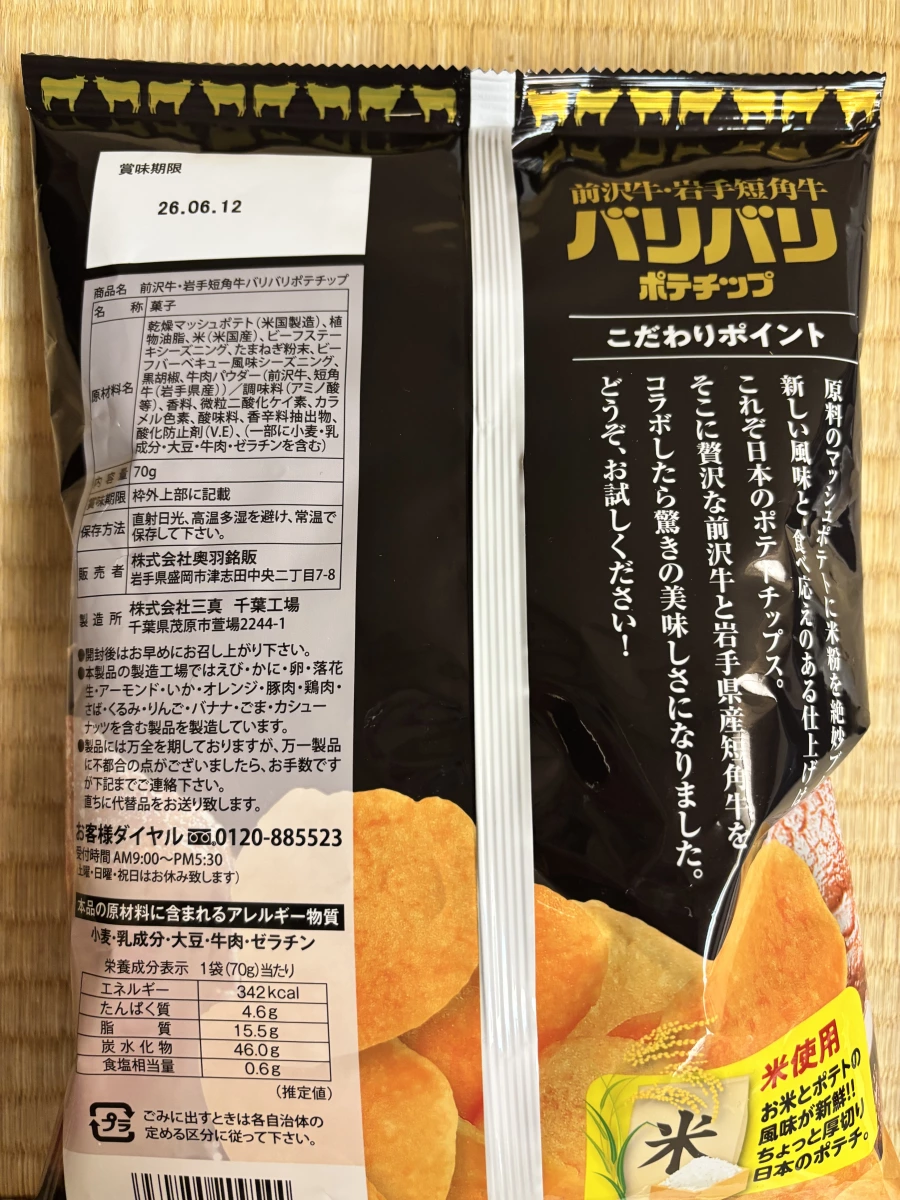 賞味期限
26.06.12
商品名 前沢牛・岩手短角牛バリバリポテチップ
名 称 菓子
原材料名
乾燥マッシュポテト(米国製造)、植
物油脂、米(米国産)、ビーフステー
キシーズニング、たまねぎ粉末、ビー
フバーベキュー風味シーズニング、
黒胡椒、牛肉パウダー(前沢牛、短角
牛(岩手県産))/調味料(アミノ酸
等)、香料、微粒二酸化ケイ素、カラ
メル色素、酸味料、香辛料抽出物、
酸化防止剤(V.E)、(一部に小麦・乳
成分・大豆・牛肉・ゼラチンを含む)
内容量 70g
賞味期限 枠外上部に記載
保存方法 直射日光、高温多湿を避け、常温で
保存して下さい。
販売者 株式会社奥羽銘販
岩手県盛岡市津志田中央二丁目7-8
製造所 株式会社三真 千葉工場
千葉県茂原市萱場2244-1
●開封後はお早めにお召し上がり下さい。
●本製品の製造工場ではえび・かに・卵・落花
生・アーモンド・いか・オレンジ・豚肉・鶏肉・
さば・くるみ・りんご・バナナ・ごま・カシュー
ナッツを含む製品を製造しています。
●製品には万全を期しておりますが、万一製品
に不都合の点がございましたら、お手数です
が下記までご連絡下さい。
直ちに代替品をお送り致します。
お客様ダイヤル 0120-885523
受付時間 AM9:00〜PM5:30
(土曜・日曜・祝日はお休み致します)
本品の原材料に含まれるアレルギー物質
小麦・乳成分・大豆・牛肉・ゼラチン
栄養成分表示 1袋(70g)当たり
エネルギー 342kcal
たんぱく質 4.6g
脂質 15.5g
炭水化物 46.0g
食塩相当量 0.6g
(推定値)
プラ
ごみに出すときは各自治体の
定める区分に従って下さい。
前沢牛・岩手短角牛
バリバリ
ポテチップ
こだわりポイント
原料のマッシュポテトに米粉を絶妙
新しい風味と、食べ応えのある仕上げ
これぞ日本のポテトチップス。
そこに贅沢な前沢牛と岩手県産短角牛を
コラボしたら驚きの美味しさになりました。
どうぞ、お試しください!
米使用
お米とポテトの
風味が新鮮!!
ちょっと厚切り
日本のポテチ。
米